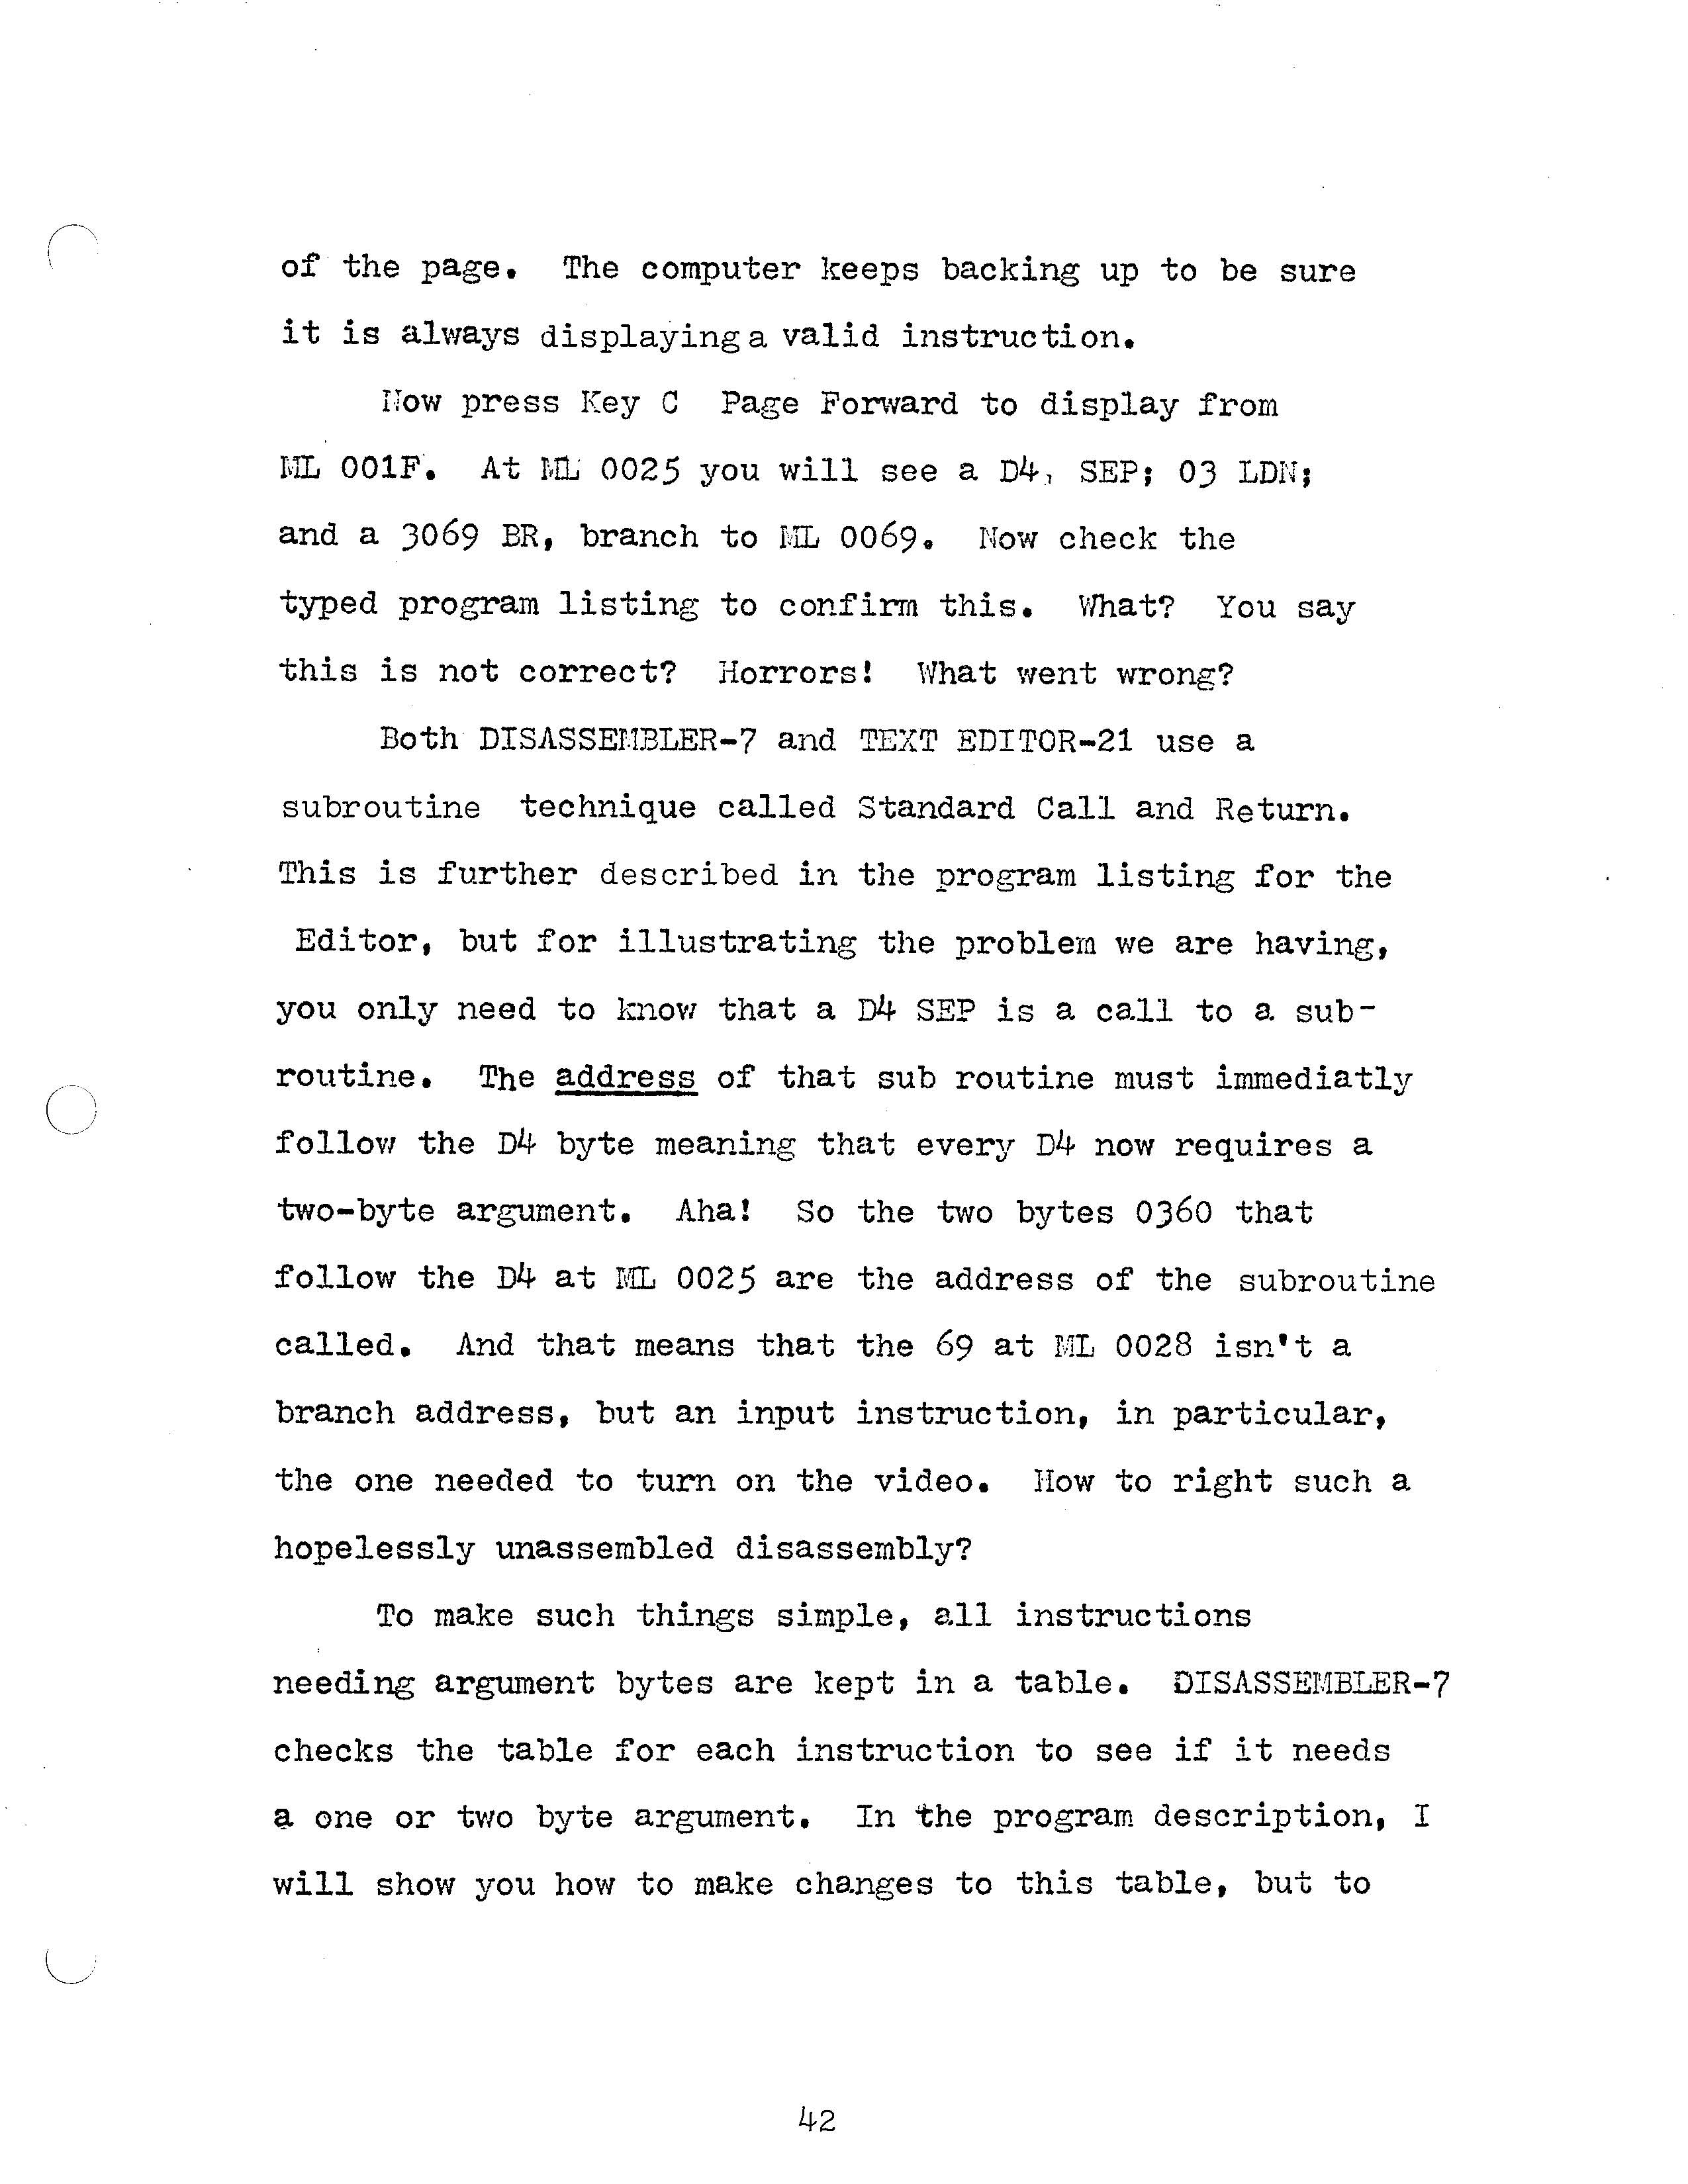 of the page.  The computer keeps backing up to be sure
it is always displaying a valid instruction.
Now press Key C  Page Forward to display from
ML 001F.  At ML 0025 you will see a D4, SEP; 03 LDN;
and a 3069 BR, branch to ML 0069.  Now check the
typed program listing to confirm this.  What?  You say
this is not correct?  Horrors!  What went wrong?
Both DISASSEMBLER-7 and TEXT EDITOR-21 use a
subroutine  technique called Standard Call and Return.
This is further described in the program listing for the
Editor, but for illustrating the problem we are having,
you only need to know that a D4 SEP is a call to a sub-
routine.  The address of that sub routine must immediatly
follow the D4 byte meaning that every D4 now requires a
two-byte argument.  Aha!  So the two bytes 0360 that
follow the D4 at ML 0025 are the address of the subroutine
called.  And that means that the 69 at ML 0028 isn't a
branch address, but an input instruction, in particular,
the one needed to turn on the video.  How to right such a
hopelessly unassembled disassembly?
To make such things simple, all instructions
needing argument bytes are kept in a table.  DISASSEMBLER-7
checks the table for each instruction to see if it needs
a one or two byte argument.  In the program description, I
will show you how to make changes to this table, but to
42